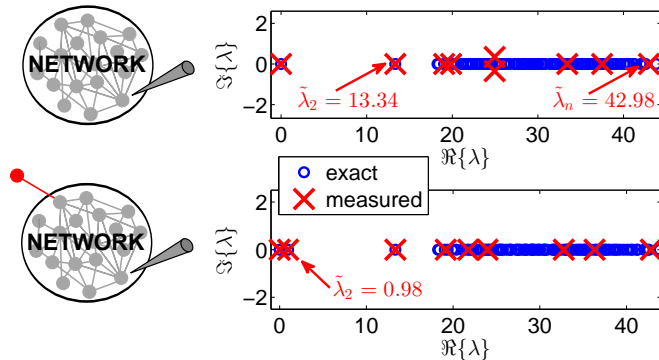 NETWORK
ℑ{λ}
2
0
−2
λ̃₂ = 13.34
λ̃ₙ = 42.98
0 10 20 30 40
ℜ{λ}
exact
measured
NETWORK
ℑ{λ}
2
0
−2
λ̃₂ = 0.98
0 10 20 30 40
ℜ{λ}